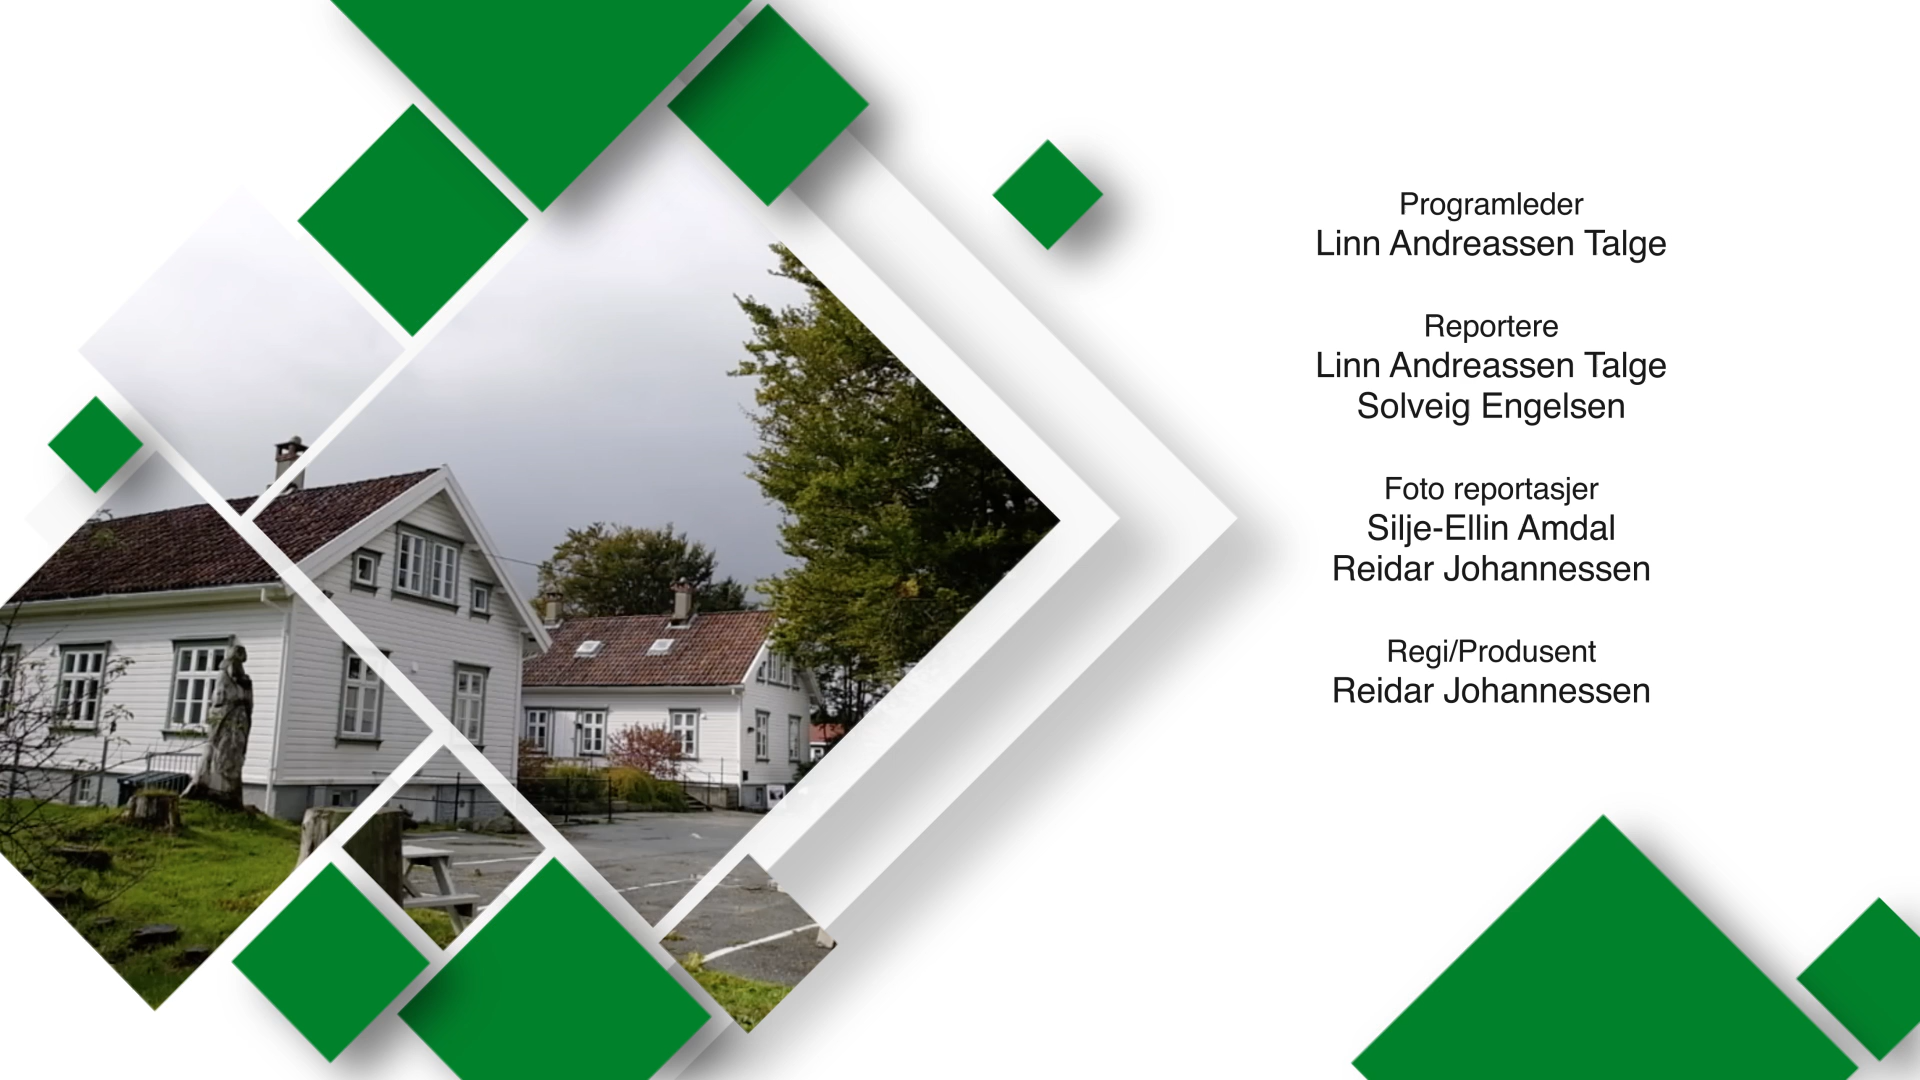 Programleder
Linn Andreassen Talge
Reportere
Linn Andreassen Talge
Solveig Engelsen
Foto reportasjer
Silje-Ellin Amdal
Reidar Johannessen
Regi/Produsent
Reidar Johannessen